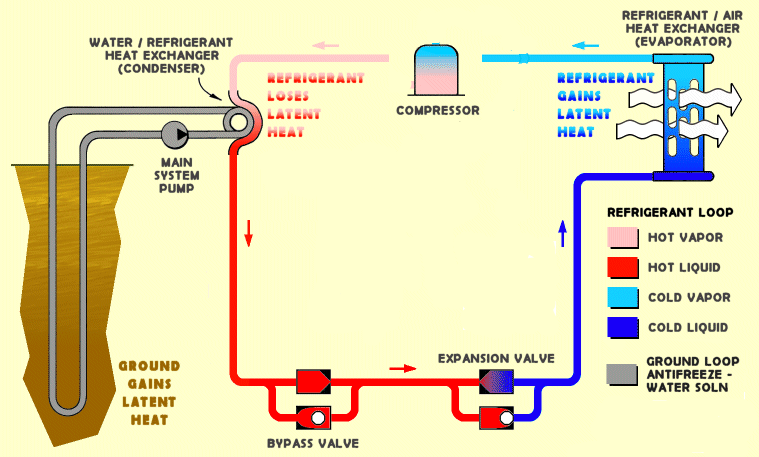 WATER / REFRIGERANT
HEAT EXCHANGER
(CONDENSER)
REFRIGERANT / AIR
HEAT EXCHANGER
(EVAPORATOR)
REFRIGERANT
LOSES
LATENT
HEAT
COMPRESSOR
REFRIGERANT
GAINS
LATENT
HEAT
MAIN
SYSTEM
PUMP
REFRIGERANT LOOP
HOT VAPOR
HOT LIQUID
COLD VAPOR
COLD LIQUID
GROUND LOOP
ANTIFREEZE -
WATER SOLN
EXPANSION VALVE
GROUND
GAINS
LATENT
HEAT
BYPASS VALVE